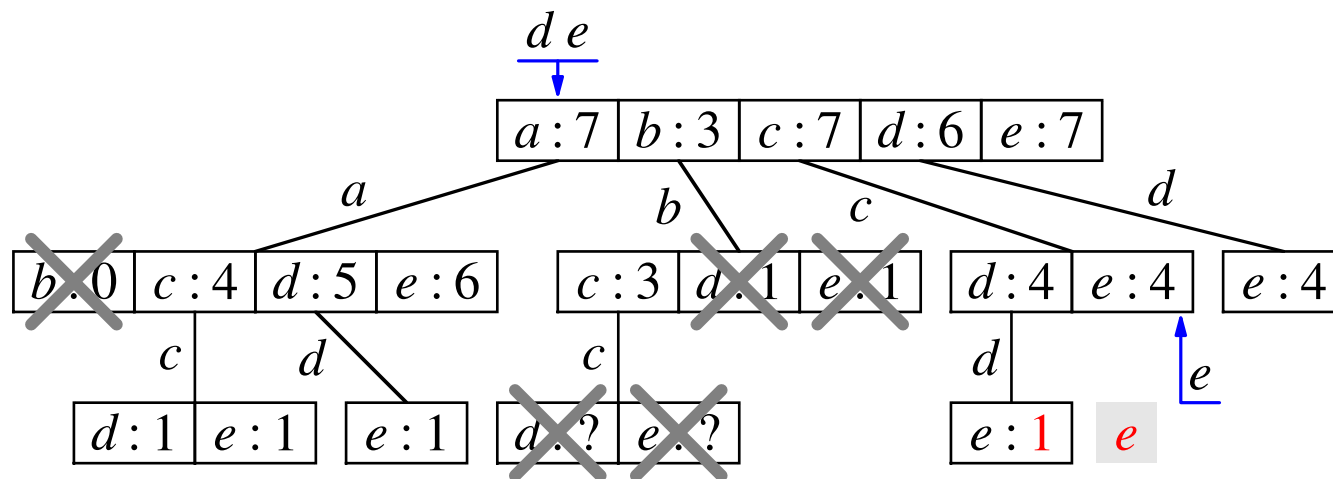 d e
a : 7 b : 3 c : 7 d : 6 e : 7
a b c d
b : 0 c : 4 d : 5 e : 6 c : 3 d : 1 e : 1 d : 4 e : 4 e : 4
c d c d e
d : 1 e : 1 e : 1 d : ? e : ? e : 1 e